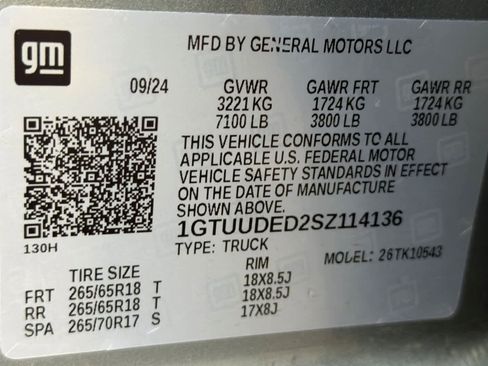 gm
MFD BY GENERAL MOTORS LLC
09/24 GVWR GAWR FRT GAWR RR
3221 KG 1724 KG 1724 KG
7100 LB 3800 LB 3800 LB
THIS VEHICLE CONFORMS TO ALL
APPLICABLE U.S. FEDERAL MOTOR
VEHICLE SAFETY STANDARDS IN EFFECT
ON THE DATE OF MANUFACTURE
SHOWN ABOVE.
1GTUUDED2SZ114136
130H TYPE: TRUCK MODEL: 26TK10543
TIRE SIZE RIM
FRT 265/65R18 T 18X8.5J
RR 265/65R18 T 18X8.5J
SPA 265/70R17 S 17X8J